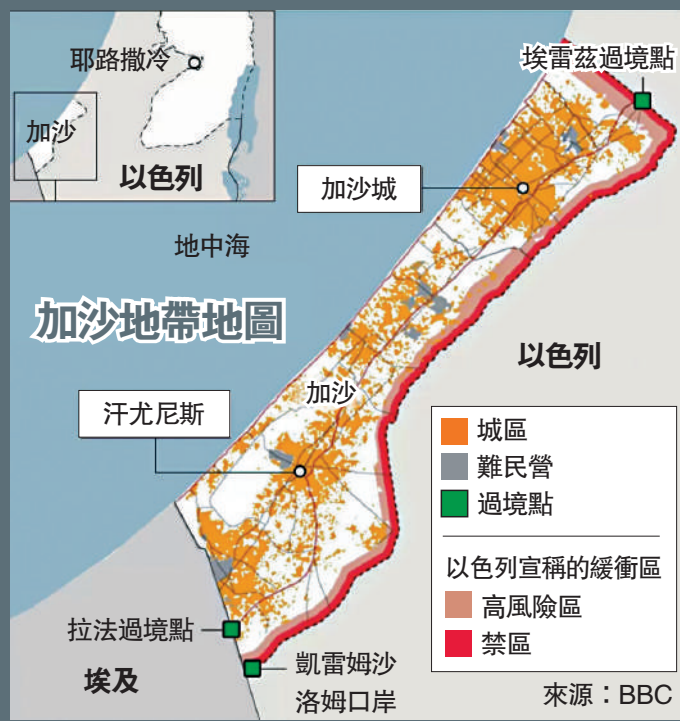 耶路撒冷
加沙
以色列
埃雷茲過境點
加沙城
地中海
加沙地帶地圖
以色列
加沙
汗尤尼斯
城區
難民營
過境點
以色列宣稱的緩衝區
高風險區
禁區
拉法過境點
埃及
凱雷姆沙
洛姆口岸
來源：BBC